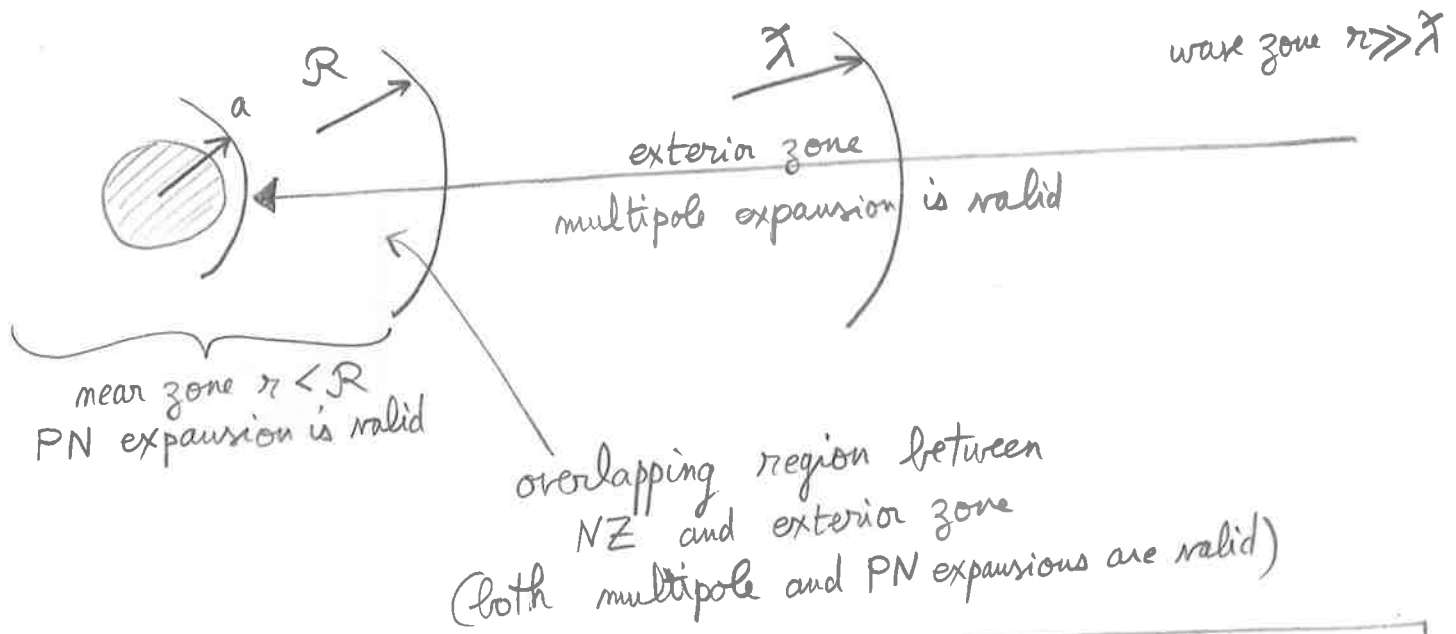 a
R
ƛ
wave zone r≫ƛ
exterior zone
multipole expansion is valid
near zone r < R
PN expansion is valid
overlapping region between
NZ and exterior zone
(both multipole and PN expansions are valid)